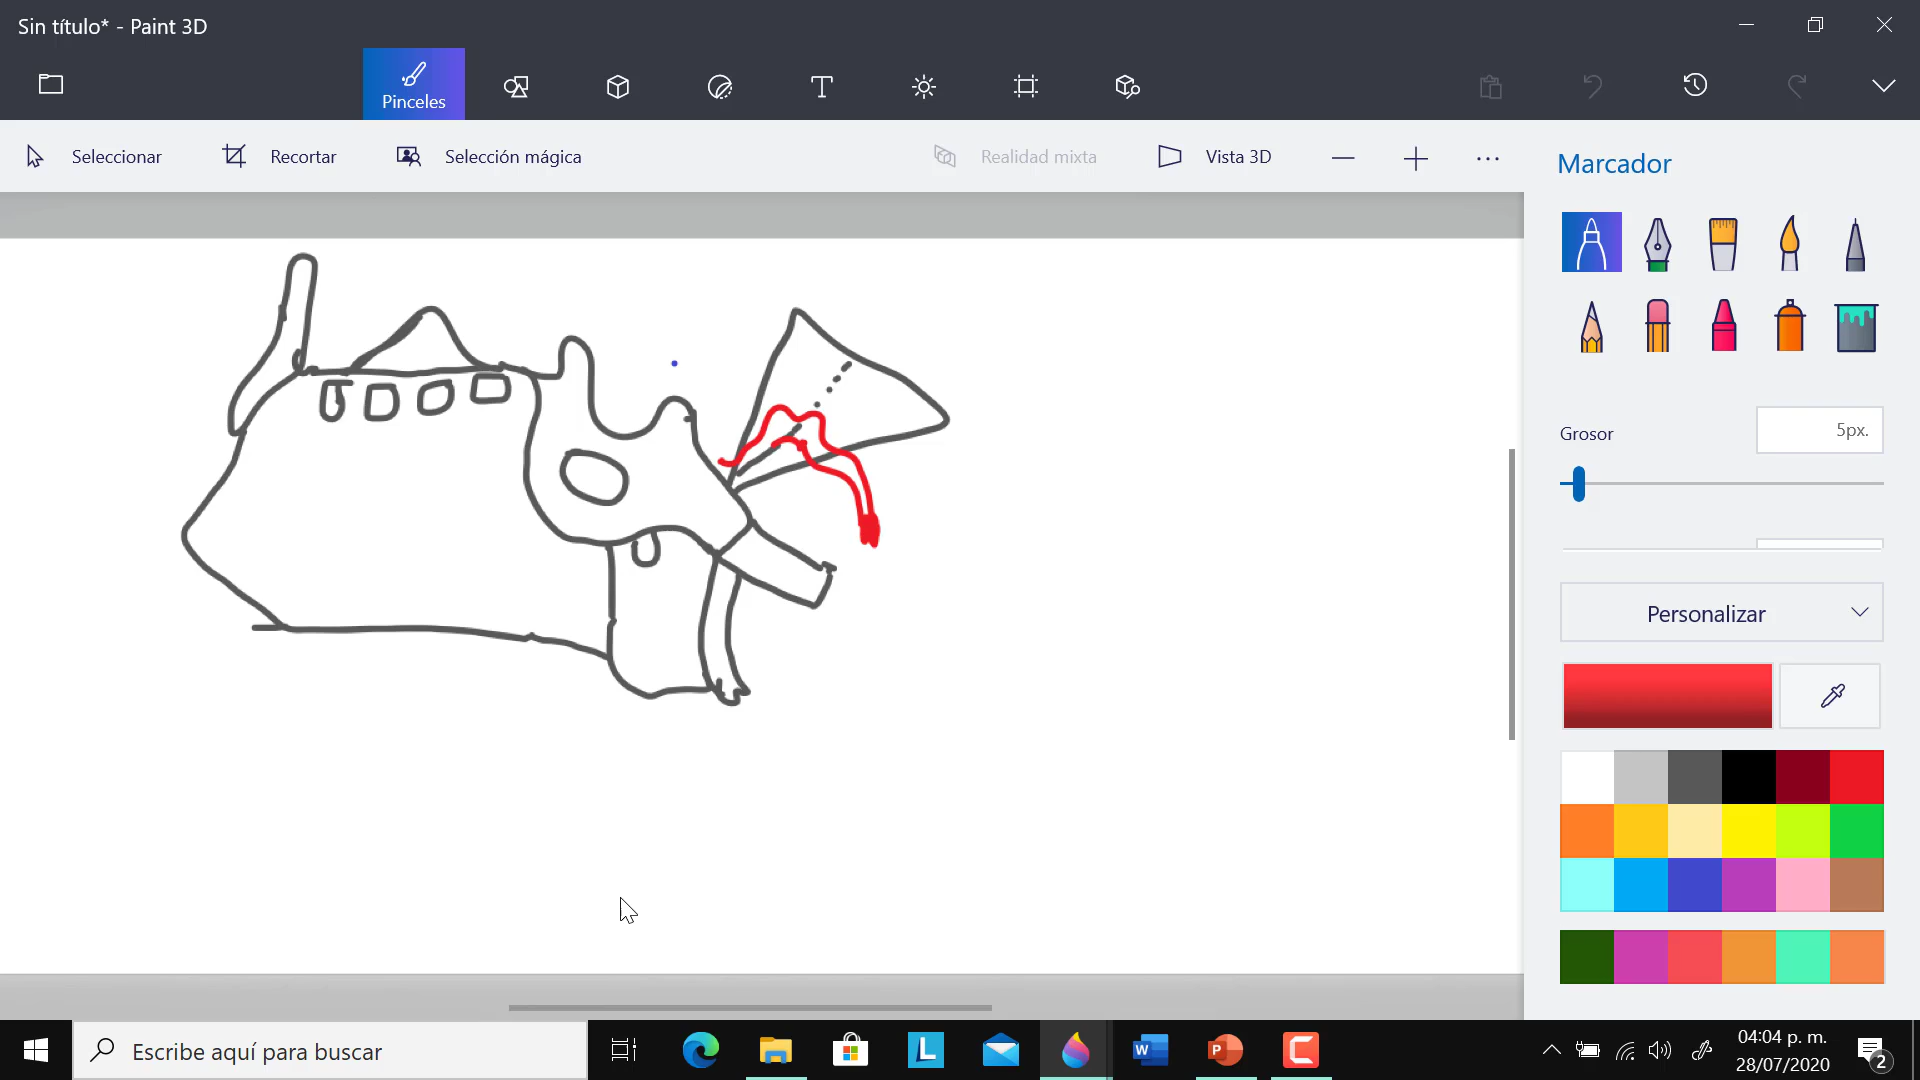 Sin título* - Paint 3D
Pinceles
Seleccionar
Recortar
Selección mágica
Realidad mixta
Vista 3D
Marcador
Grosor
5px.
Personalizar
Escribe aquí para buscar
04:04 p. m.
28/07/2020
2